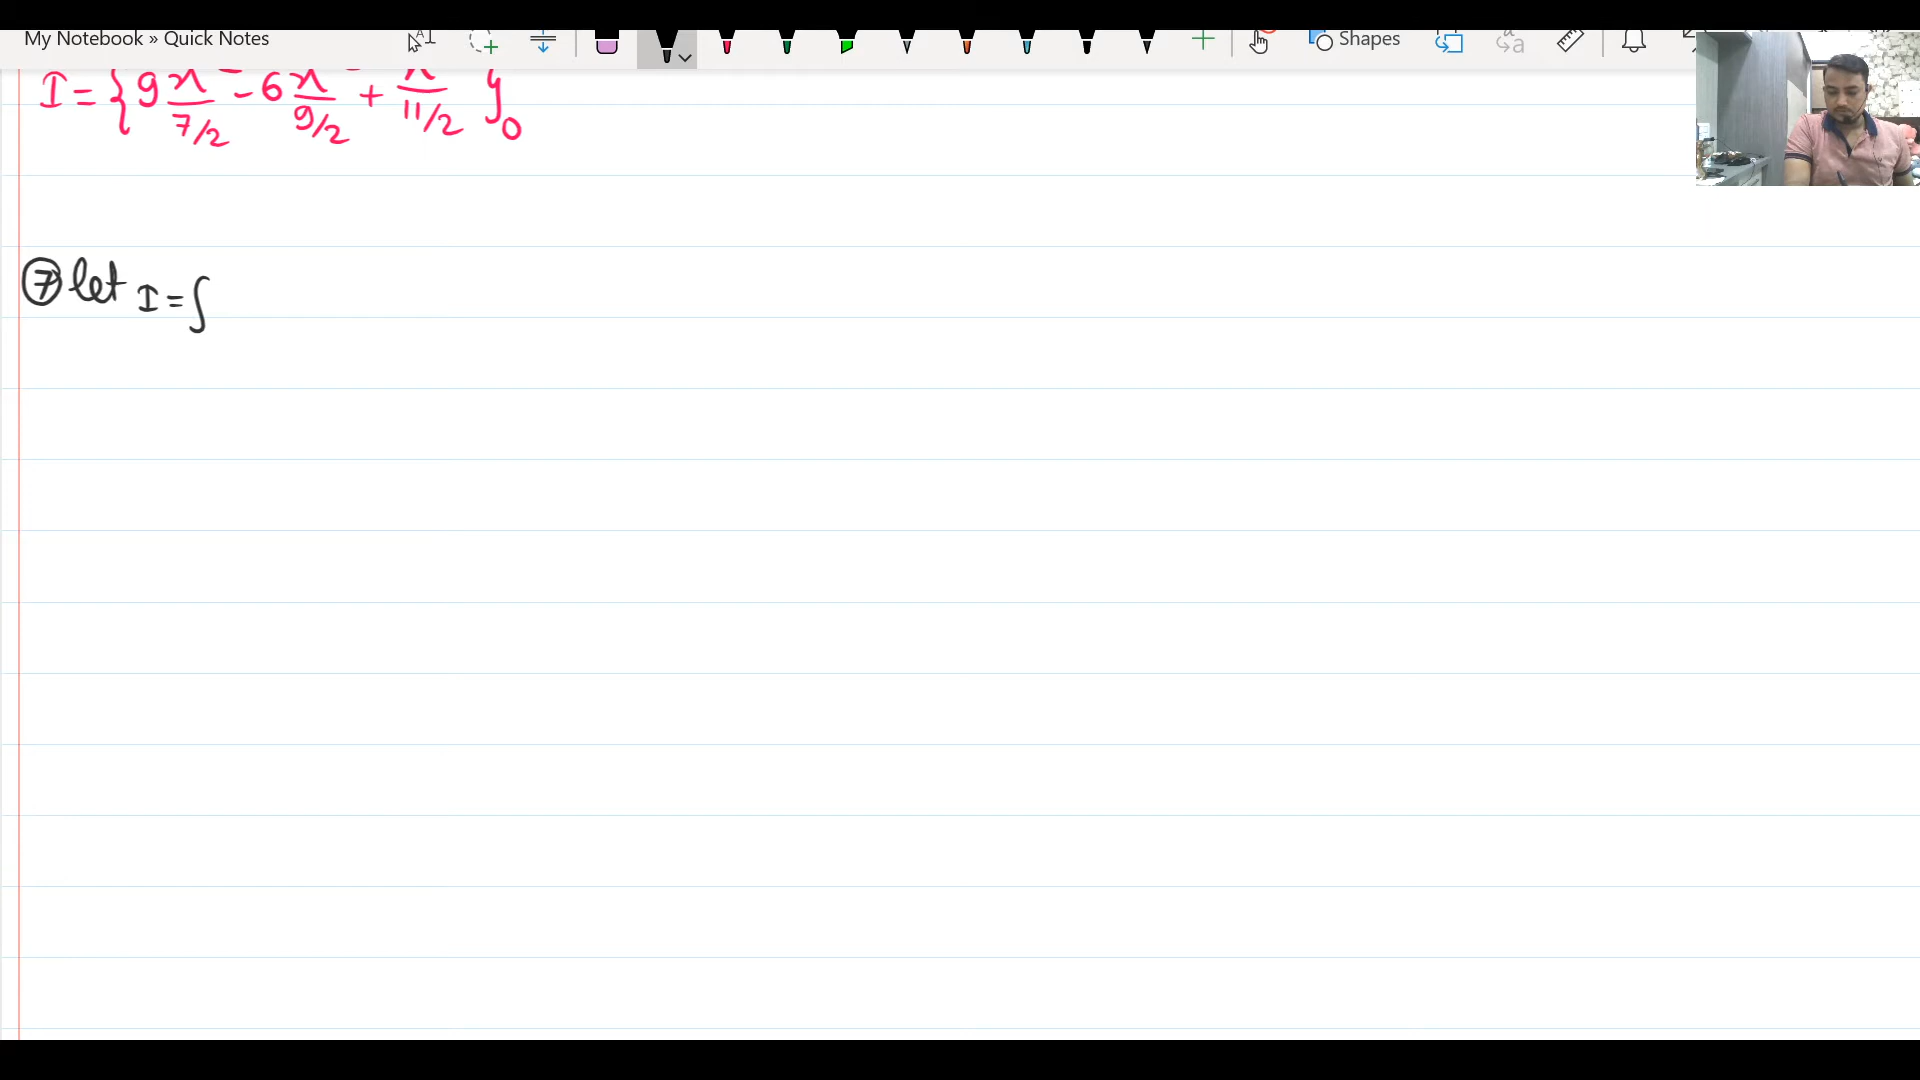 My Notebook » Quick Notes
Shapes
I = { 9 x/7/2 - 6 x/9/2 + x/11/2 }0
⑦ let I = ∫